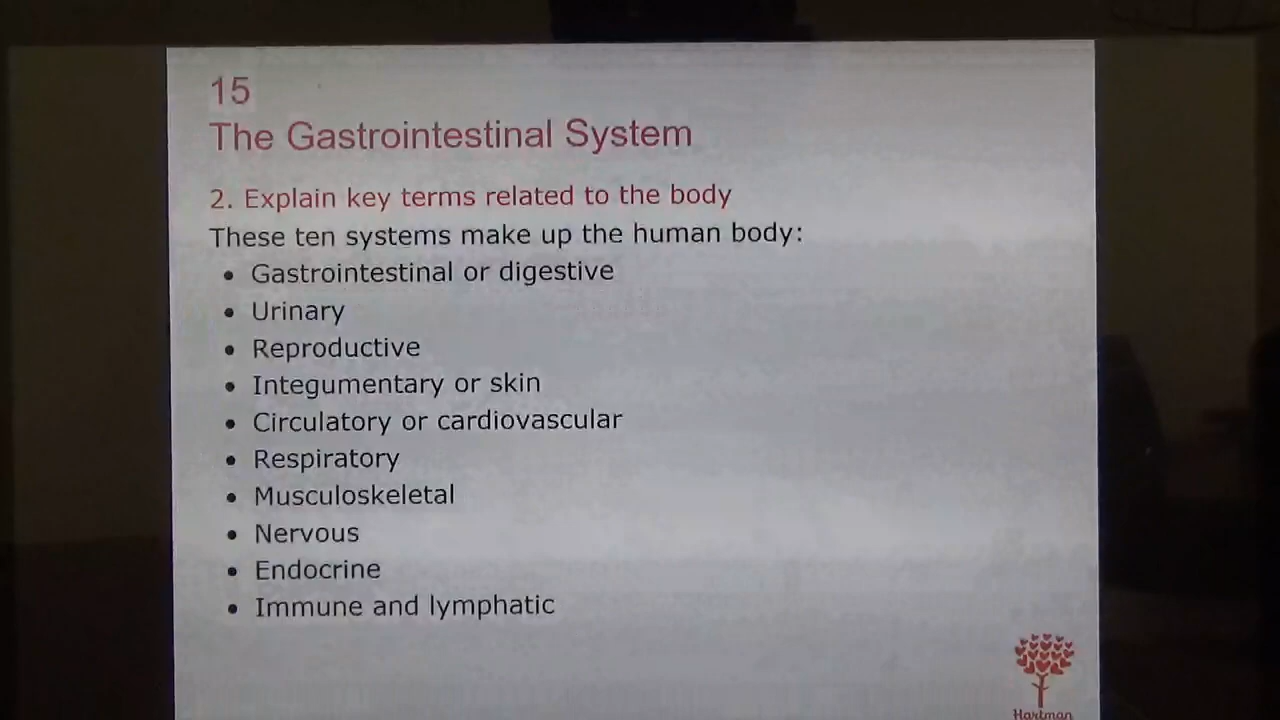 15
The Gastrointestinal System
2. Explain key terms related to the body
These ten systems make up the human body:
• Gastrointestinal or digestive
• Urinary
• Reproductive
• Integumentary or skin
• Circulatory or cardiovascular
• Respiratory
• Musculoskeletal
• Nervous
• Endocrine
• Immune and lymphatic
Hartman